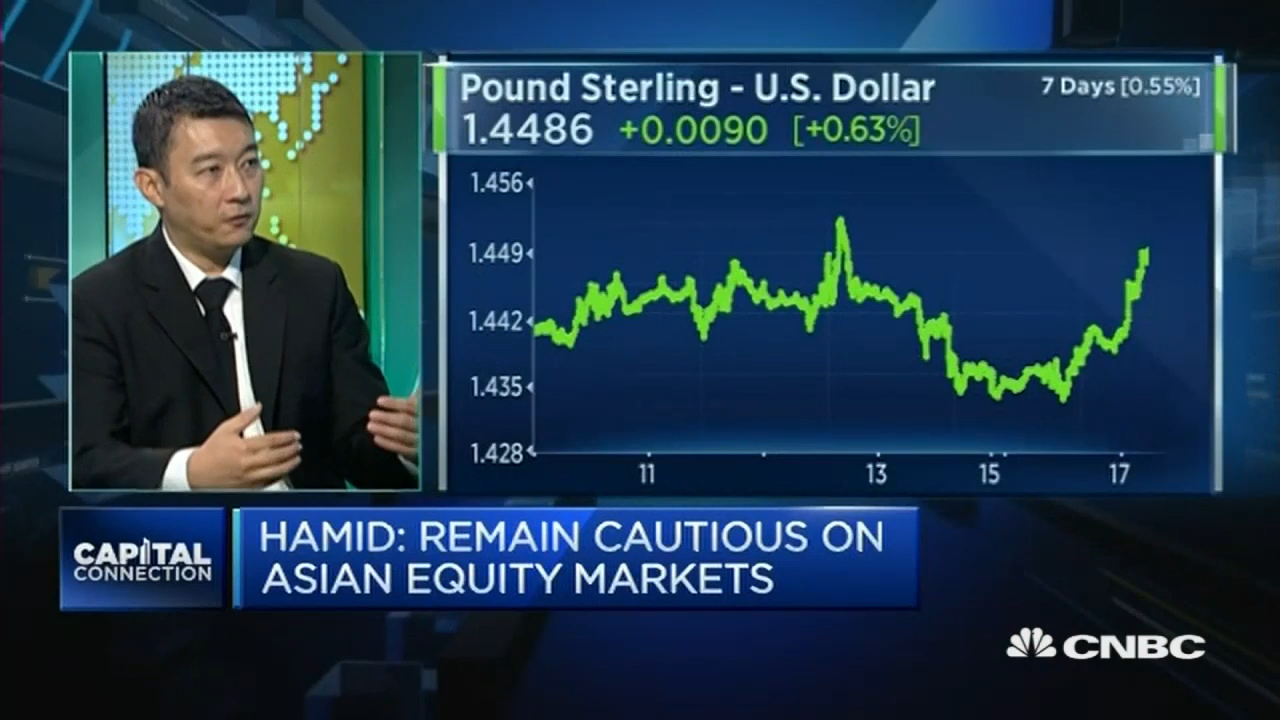 Pound Sterling - U.S. Dollar
7 Days [0.55%]
1.4486 +0.0090 [+0.63%]
1.456
1.449
1.442
1.435
1.428
11 13 15 17
CAPITAL
CONNECTION
HAMID: REMAIN CAUTIOUS ON
ASIAN EQUITY MARKETS
CNBC